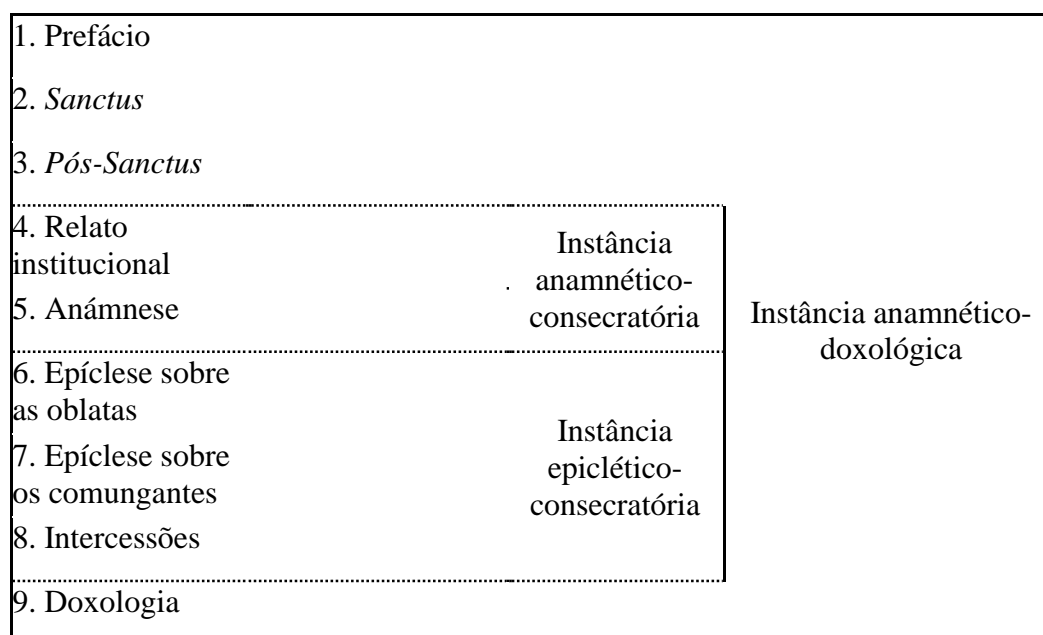 1. Prefácio
2. Sanctus
3. Pós-Sanctus
4. Relato
institucional
5. Anámnese
Instância
anamnético-
consecratória
6. Epíclese sobre
as oblatas
7. Epíclese sobre
os comungantes
8. Intercessões
Instância
epiclético-
consecratória
Instância anamnético-
doxológica
9. Doxologia